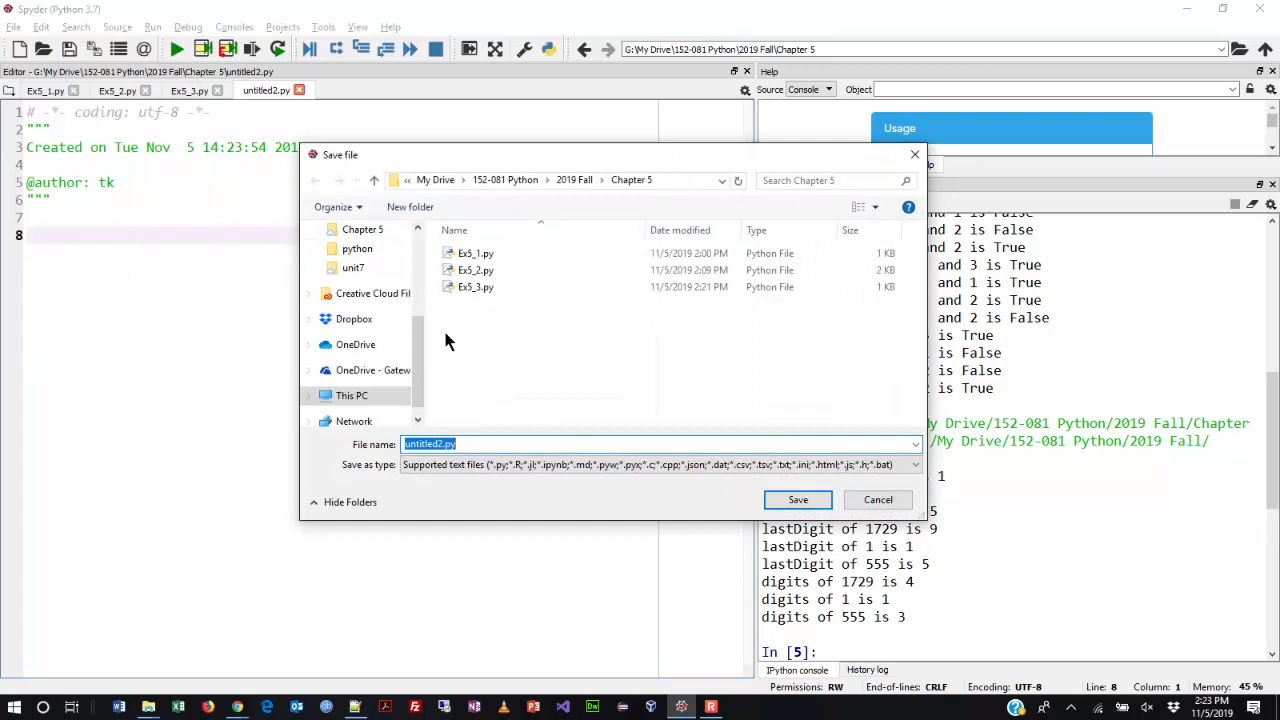 Spyder (Python 3.7)
File Edit Search Source Run Debug Consoles Projects Tools View Help
G:\My Drive\152-081 Python\2019 Fall\Chapter 5
Editor - G:\My Drive\152-081 Python\2019 Fall\Chapter 5\untitled2.py
Ex5_1.py Ex5_2.py Ex5_3.py untitled2.py
1 # -*- coding: utf-8 -*-
2 """
3 Created on Tue Nov  5 14:23:54 201
4
5 @author: tk
6 """
7
8
Help
Source Console Object
Usage
Save file
« My Drive › 152-081 Python › 2019 Fall › Chapter 5
Search Chapter 5
Organize New folder
Chapter 5
python
unit7
Creative Cloud Fil
Dropbox
OneDrive
OneDrive - Gatew
This PC
Network
Name Date modified Type Size
Ex5_1.py 11/5/2019 2:00 PM Python File 1 KB
Ex5_2.py 11/5/2019 2:09 PM Python File 2 KB
Ex5_3.py 11/5/2019 2:21 PM Python File 1 KB
File name: untitled2.py
Save as type: Supported text files (*.py;*.R;*.jl;*.ipynb;*.md;*.pyw;*.pyx;*.c;*.cpp;*.json;*.dat;*.csv;*.tsv;*.txt;*.ini;*.html;*.js;*.h;*.bat)
Hide Folders
Save Cancel
and 1 is False
and 2 is False
and 2 is True
and 3 is True
and 1 is True
and 2 is True
and 2 is False
is True
is False
is False
is True
My Drive/152-081 Python/2019 Fall/Chapter
/My Drive/152-081 Python/2019 Fall/
1
5
lastDigit of 1729 is 9
lastDigit of 1 is 1
lastDigit of 555 is 5
digits of 1729 is 4
digits of 1 is 1
digits of 555 is 3
In [5]:
IPython console History log
Permissions: RW End-of-lines: CRLF Encoding: UTF-8 Line: 8 Column: 1 Memory: 45 %
2:23 PM
11/5/2019